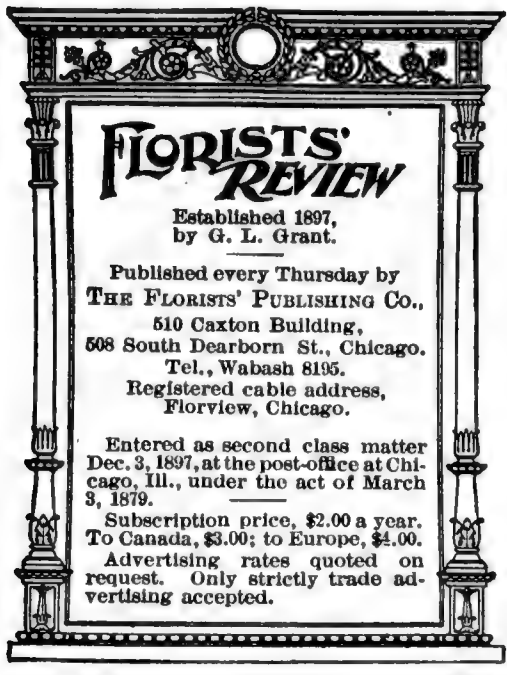 FLORISTS'
REVIEW
Established 1897,
by G. L. Grant.
Published every Thursday by
THE FLORISTS' PUBLISHING CO.,
510 Caxton Building,
508 South Dearborn St., Chicago.
Tel., Wabash 8195.
Registered cable address,
Florview, Chicago.
Entered as second class matter
Dec. 3, 1897, at the post-office at Chi-
cago, Ill., under the act of March
3, 1879.
Subscription price, $2.00 a year.
To Canada, $3.00; to Europe, $4.00.
Advertising rates quoted on
request. Only strictly trade ad-
vertising accepted.